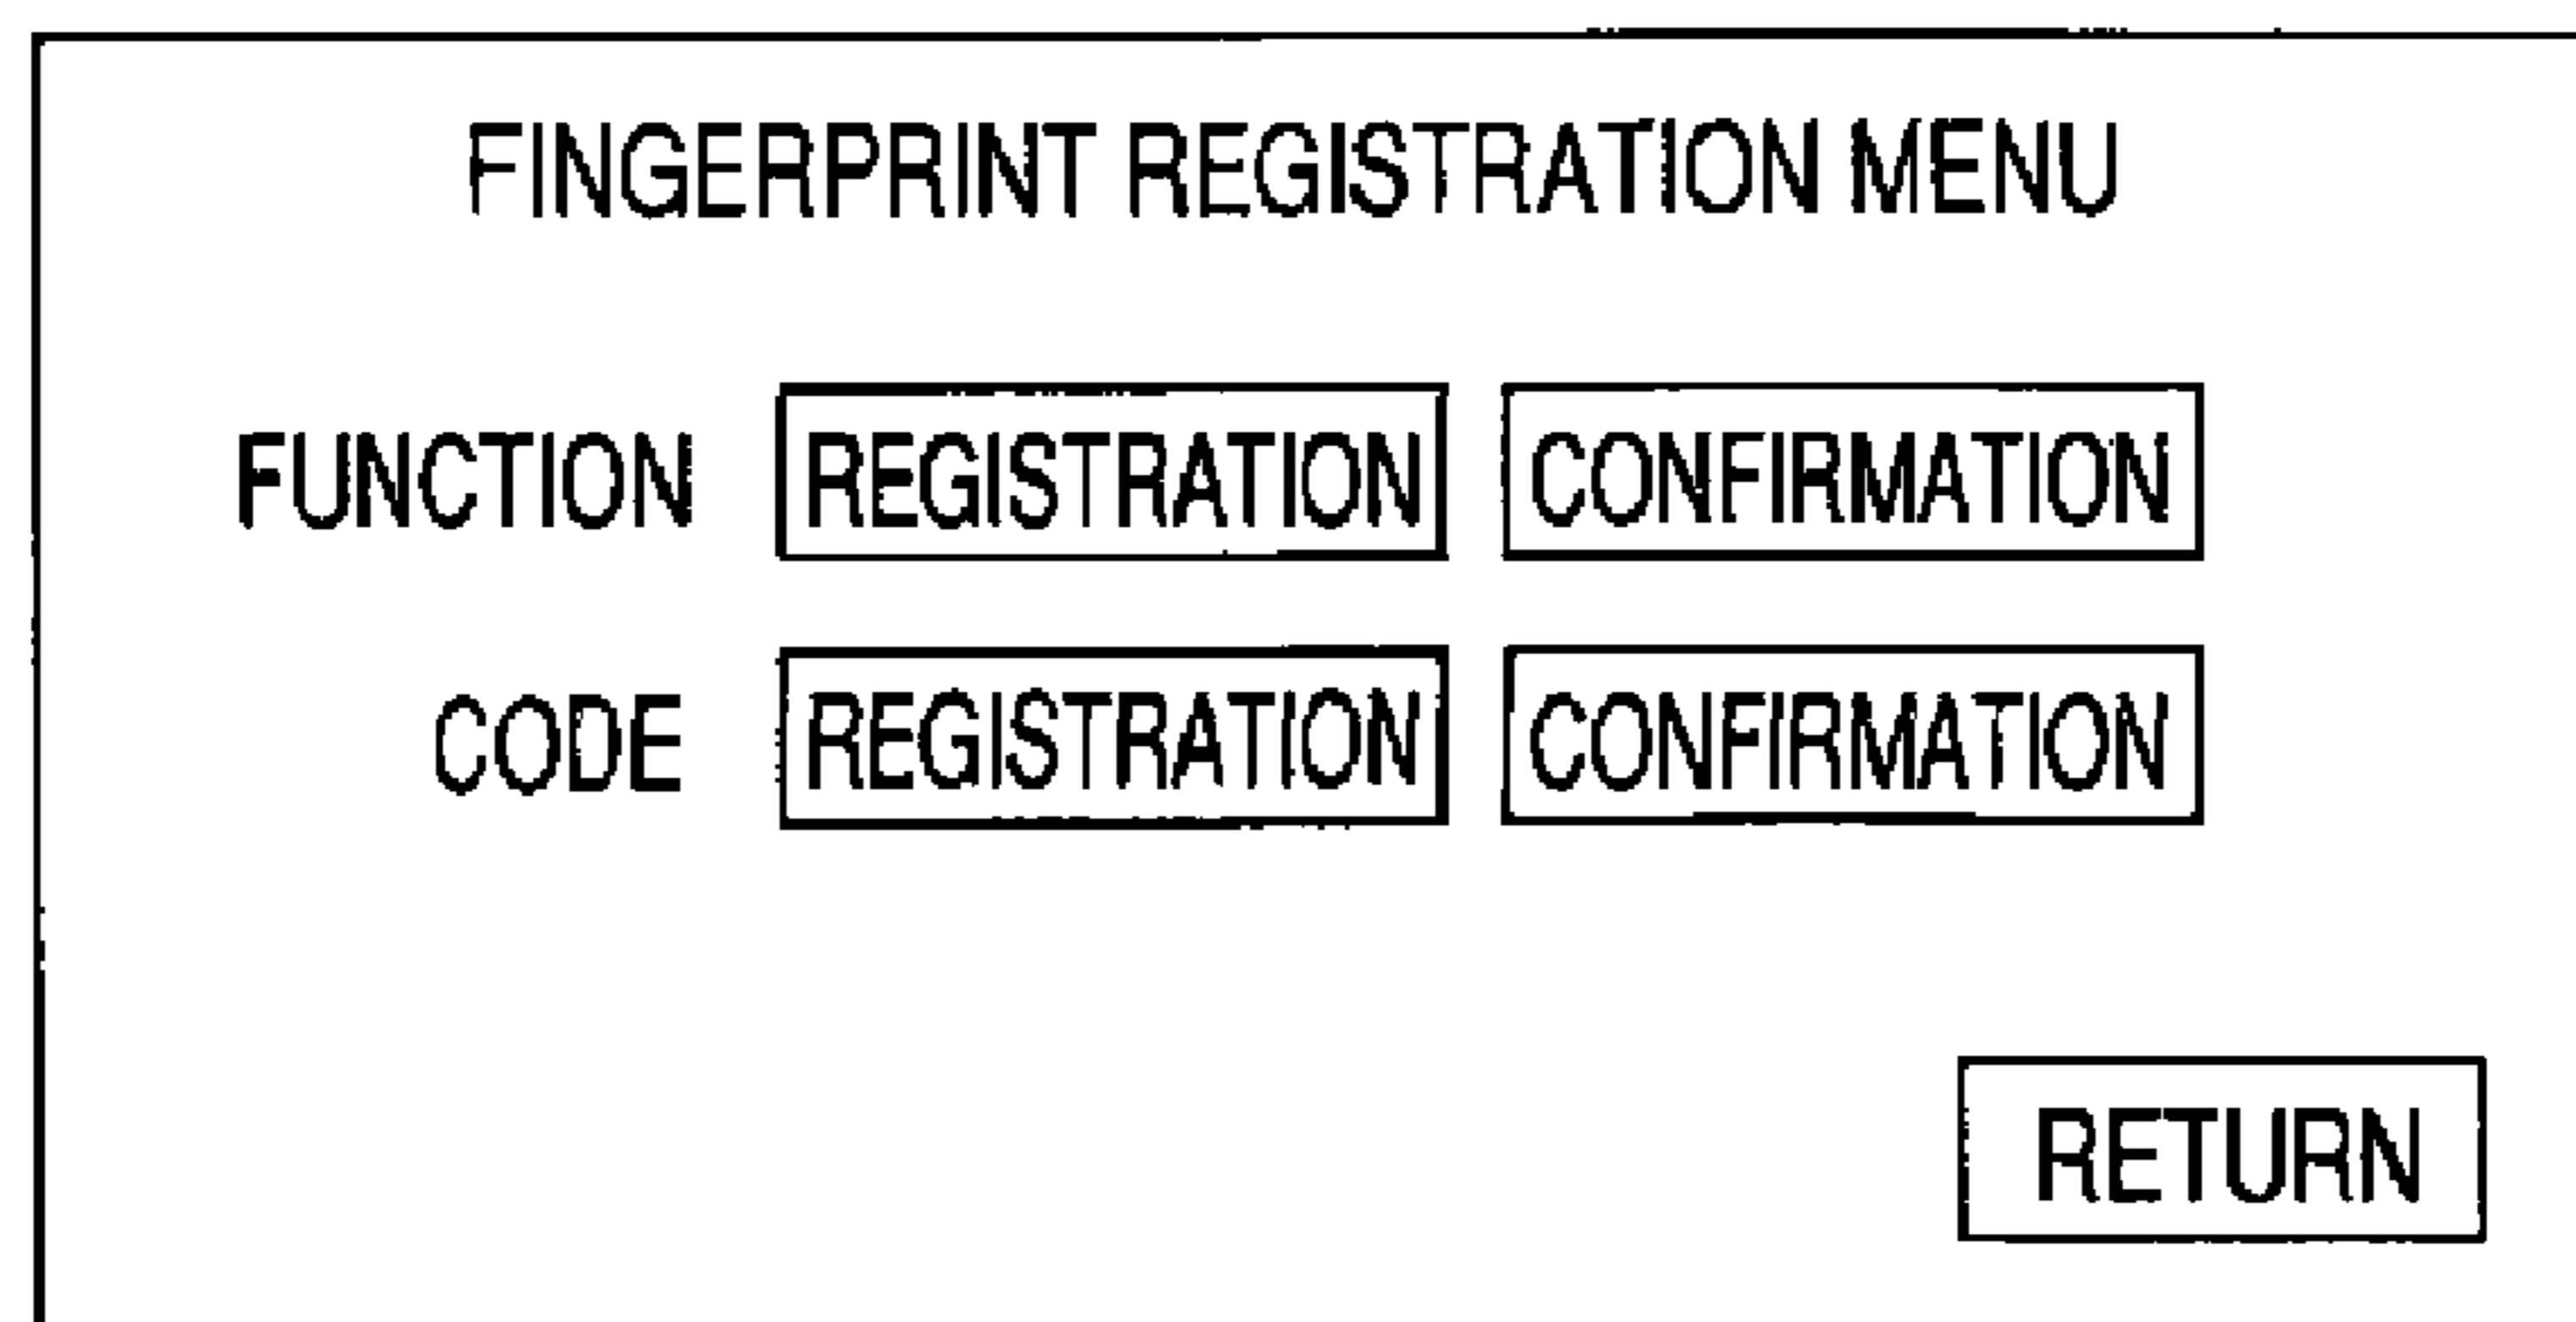 FINGERPRINT REGISTRATION MENU
FUNCTION REGISTRATION CONFIRMATION
CODE REGISTRATION CONFIRMATION
RETURN